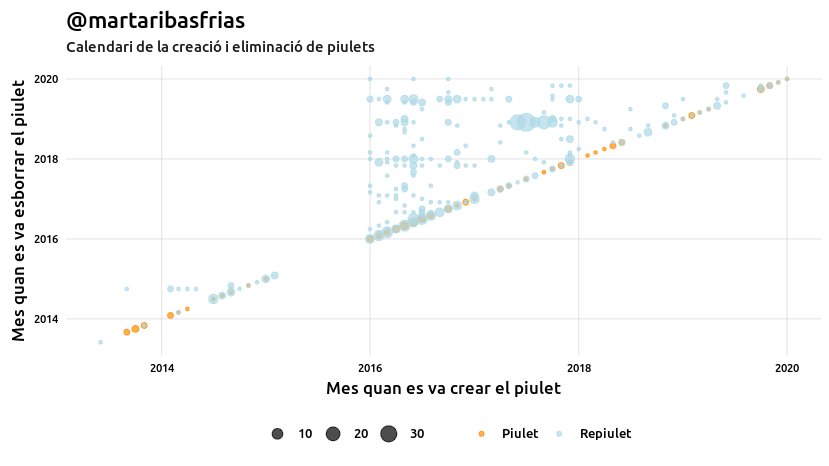 @martaribasfrias
Calendari de la creació i eliminació de piulets
Mes quan es va esborrar el piulet
2020
2018
2016
2014
2014 2016 2018 2020
Mes quan es va crear el piulet
10 20 30 Piulet Repiulet